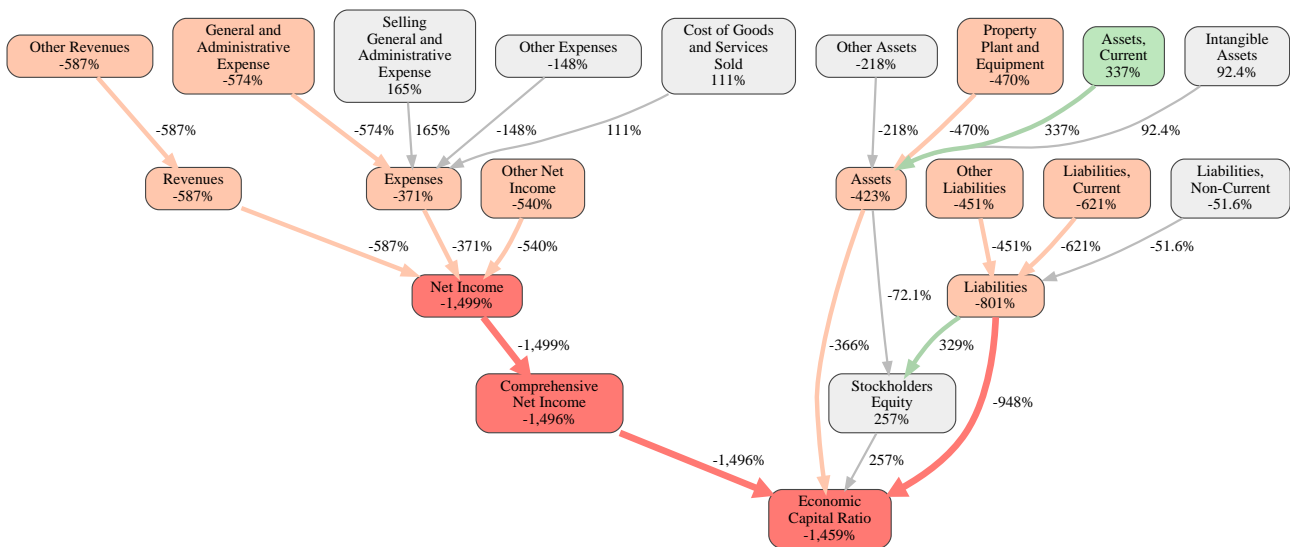 Other Revenues
-587%
General and
Administrative
Expense
-574%
Selling
General and
Administrative
Expense
165%
Other Expenses
-148%
Cost of Goods
and Services
Sold
111%
Other Assets
-218%
Property
Plant and
Equipment
-470%
Assets,
Current
337%
Intangible
Assets
92.4%
-587%
-574%
165%
-148%
111%
-218%
-470%
337%
92.4%
Revenues
-587%
Expenses
-371%
Other Net
Income
-540%
Assets
-423%
Other
Liabilities
-451%
Liabilities,
Current
-621%
Liabilities,
Non-Current
-51.6%
-587%
-371%
-540%
-451%
-621%
-51.6%
Net Income
-1,499%
-72.1%
Liabilities
-801%
-1,499%
-366%
329%
Comprehensive
Net Income
-1,496%
Stockholders
Equity
257%
-948%
-1,496%
257%
Economic
Capital Ratio
-1,459%